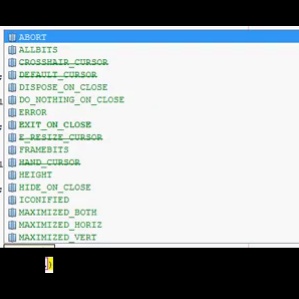 ABORT
ALLBITS
CROSSHAIR_CURSOR
DEFAULT_CURSOR
DISPOSE_ON_CLOSE
DO_NOTHING_ON_CLOSE
ERROR
EXIT_ON_CLOSE
E_RESIZE_CURSOR
FRAMEBITS
HAND_CURSOR
HEIGHT
HIDE_ON_CLOSE
ICONIFIED
MAXIMIZED_BOTH
MAXIMIZED_HORIZ
MAXIMIZED_VERT
)